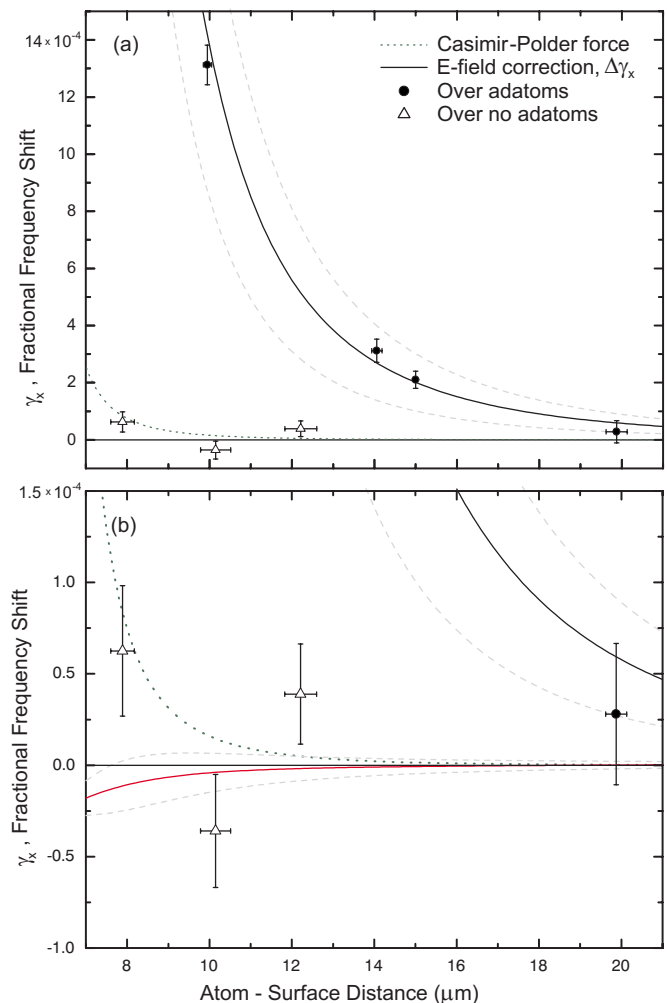 14 × 10⁻⁴
(a)
Casimir-Polder force
E-field correction, Δγₓ
Over adatoms
Over no adatoms
12
10
8
6
4
2
0
γₓ , Fractional Frequency Shift
1.5 × 10⁻⁴
(b)
1.0
0.5
0.0
-0.5
-1.0
γₓ , Fractional Frequency Shift
8 10 12 14 16 18 20
Atom - Surface Distance (μm)